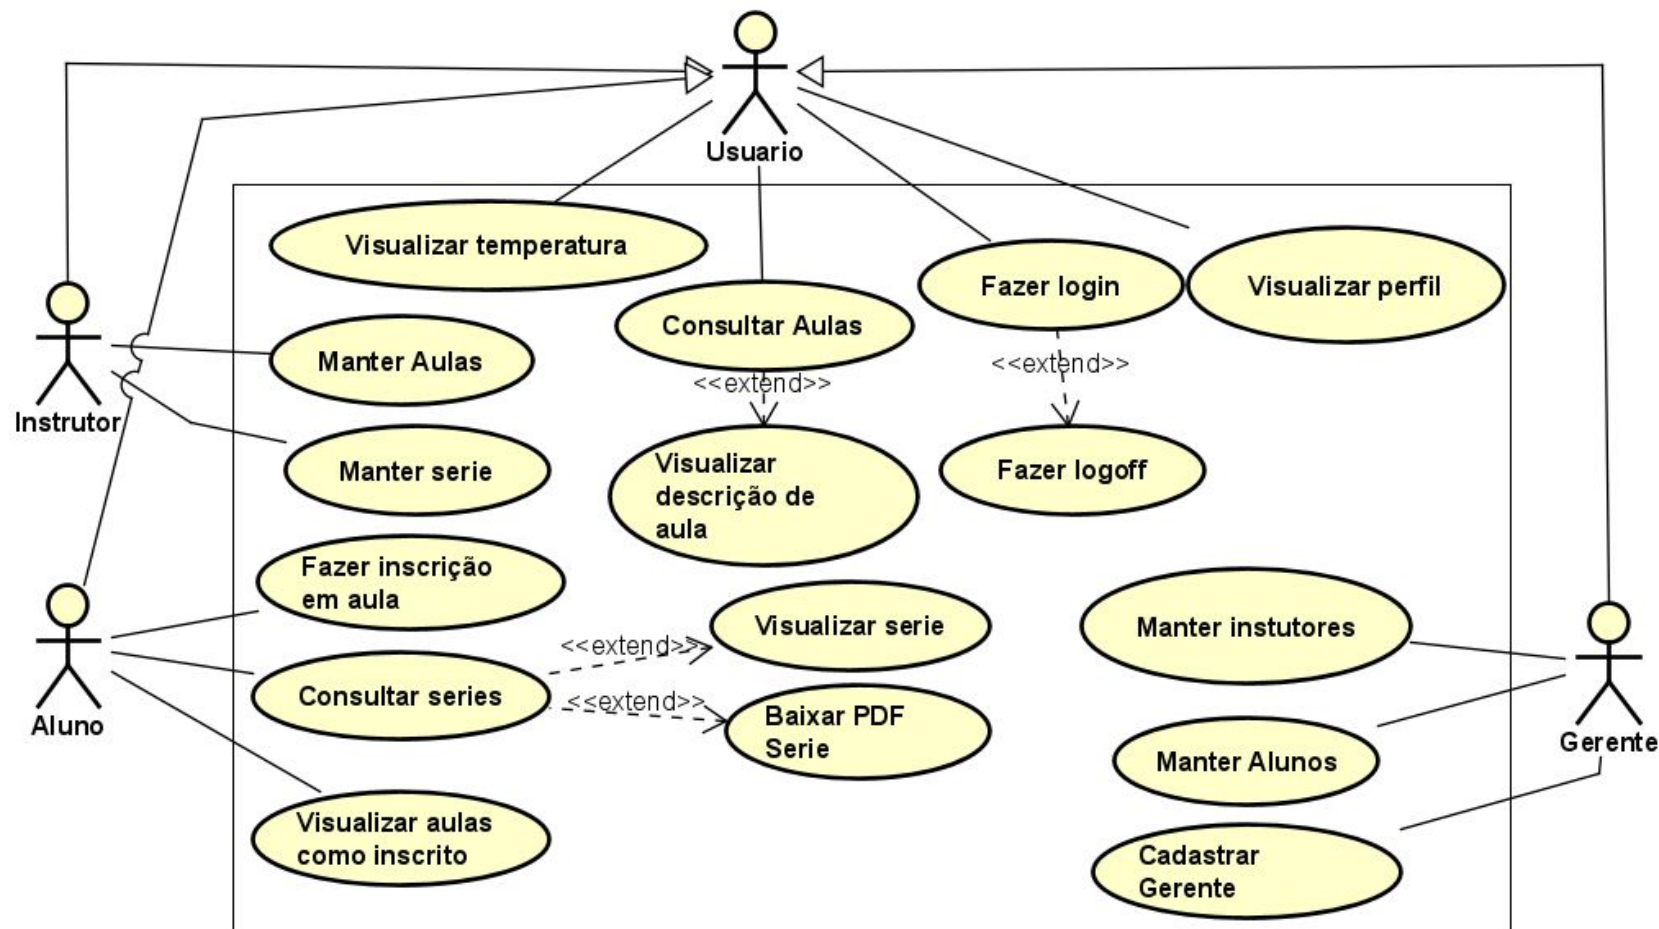 Usuario
Visualizar temperatura
Fazer login
Visualizar perfil
Consultar Aulas
Manter Aulas
<<extend>>
<<extend>>
Instrutor
Manter serie
Visualizar
descrição de
aula
Fazer logoff
Fazer inscrição
em aula
Visualizar serie
Manter instutores
<<extend>>
Aluno
Consultar series
<<extend>>
Baixar PDF
Serie
Gerente
Manter Alunos
Visualizar aulas
como inscrito
Cadastrar
Gerente